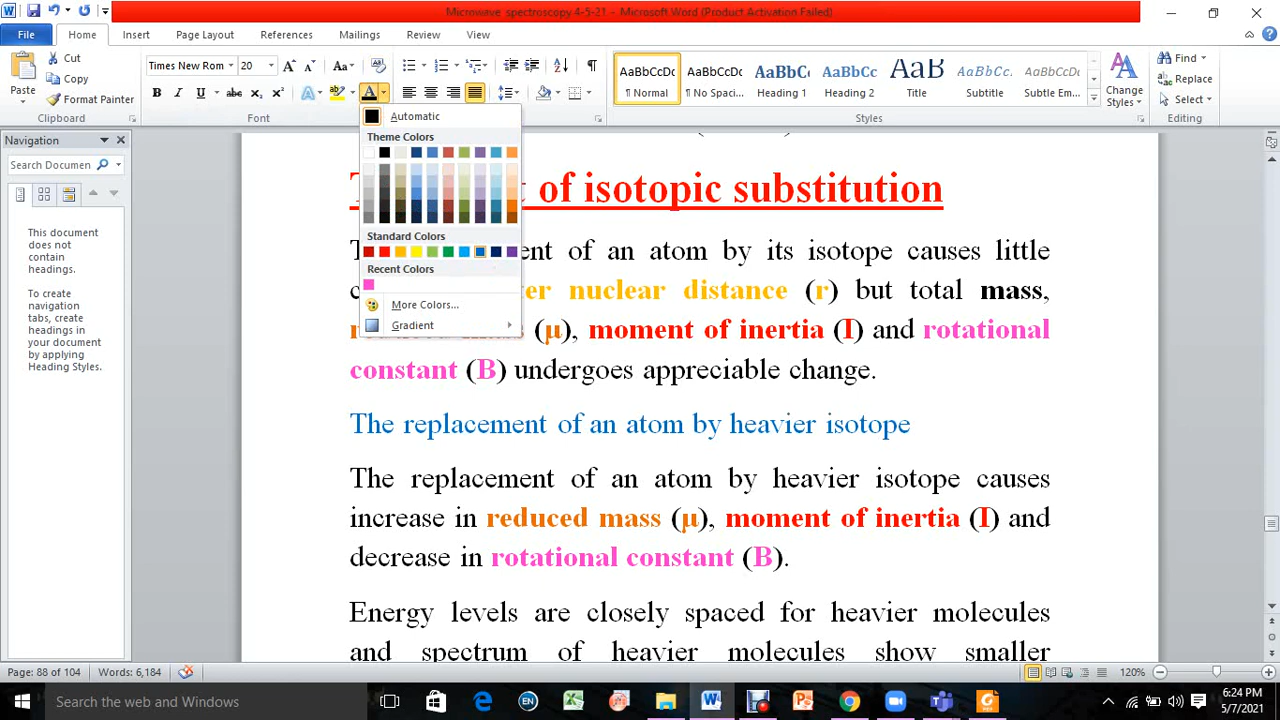 Microwave spectroscopy 4-5-21 - Microsoft Word (Product Activation Failed)
File Home Insert Page Layout References Mailings Review View
Paste Cut Copy Format Painter Clipboard
Times New Rom 20 Aa Font
B I U abc x₂ x² A ab A
AaBbCcDc AaBbCcDc AaBbCc AaBbCc AaB AaBbCc. AaBbCcDc
¶ Normal ¶ No Spaci... Heading 1 Heading 2 Title Subtitle Subtle Em...
Styles
Change Styles
Find Replace Select Editing
Automatic
Theme Colors
Standard Colors
Recent Colors
More Colors...
Gradient
Navigation
Search Documen
This document
does not
contain
headings.
To create
navigation
tabs, create
headings in
your document
by applying
Heading Styles.
of isotopic substitution
of an atom by its isotope causes little
nuclear distance (r) but total mass,
(μ), moment of inertia (I) and rotational
constant (B) undergoes appreciable change.
The replacement of an atom by heavier isotope
The replacement of an atom by heavier isotope causes
increase in reduced mass (μ), moment of inertia (I) and
decrease in rotational constant (B).
Energy levels are closely spaced for heavier molecules
and spectrum of heavier molecules show smaller
Page: 88 of 104 Words: 6,184 120%
Search the web and Windows
EN
6:24 PM
5/7/2021